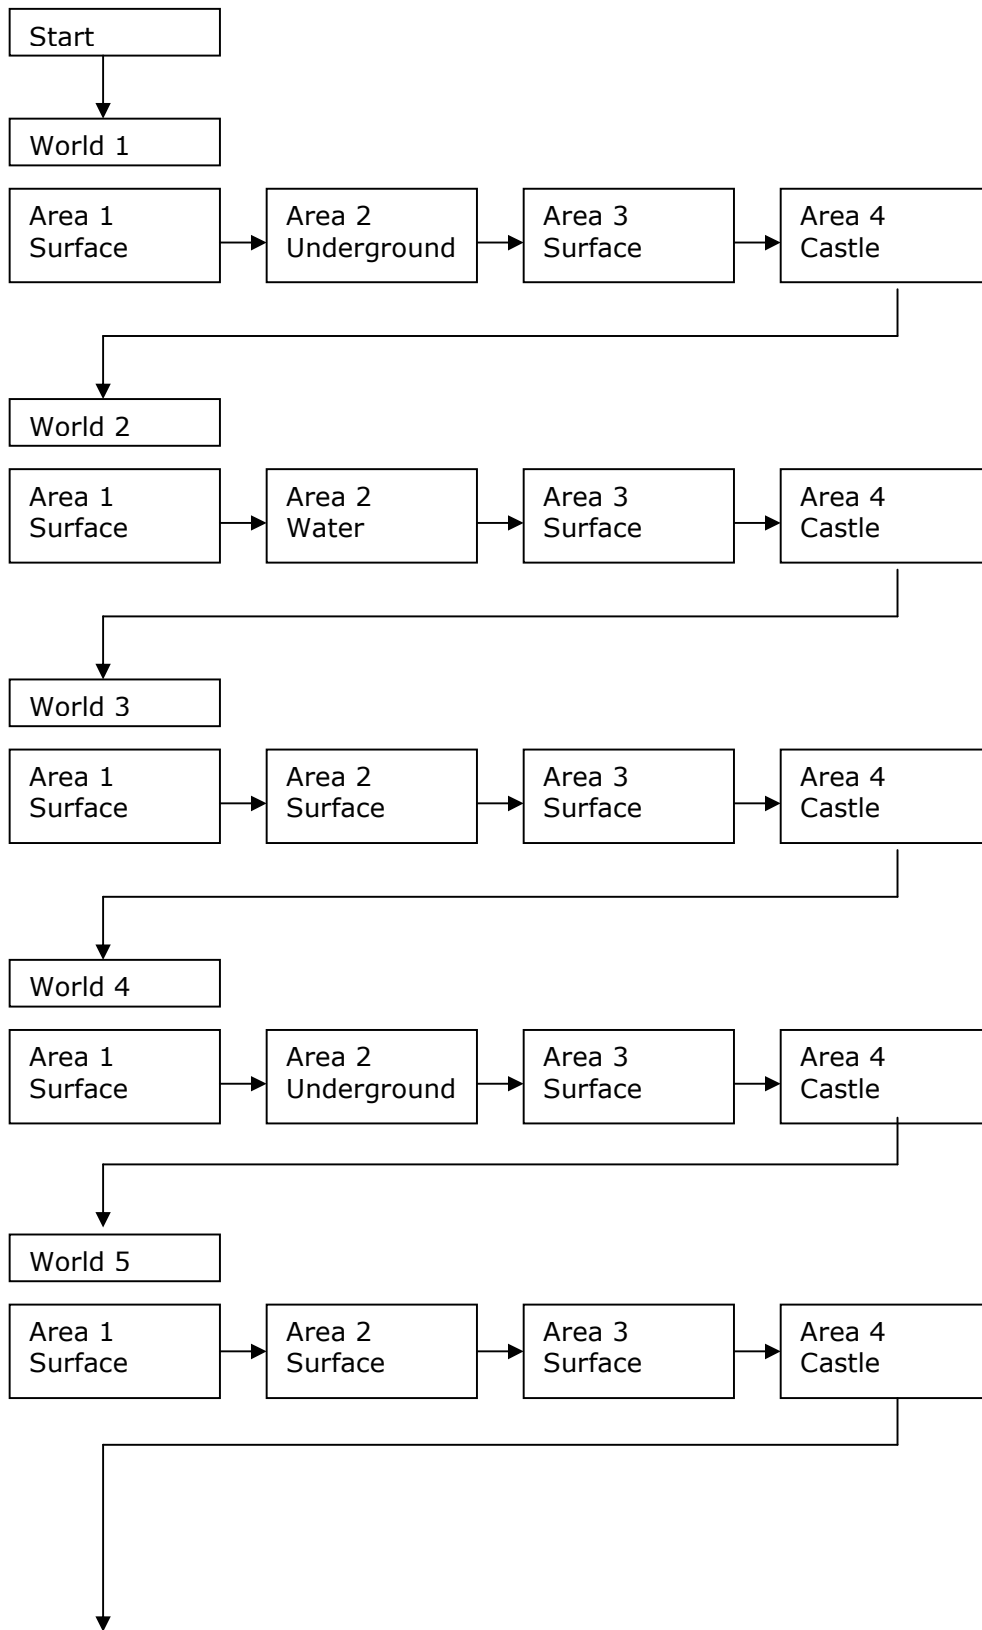 Start
World 1
Area 1
Surface
Area 2
Underground
Area 3
Surface
Area 4
Castle
World 2
Area 1
Surface
Area 2
Water
Area 3
Surface
Area 4
Castle
World 3
Area 1
Surface
Area 2
Surface
Area 3
Surface
Area 4
Castle
World 4
Area 1
Surface
Area 2
Underground
Area 3
Surface
Area 4
Castle
World 5
Area 1
Surface
Area 2
Surface
Area 3
Surface
Area 4
Castle